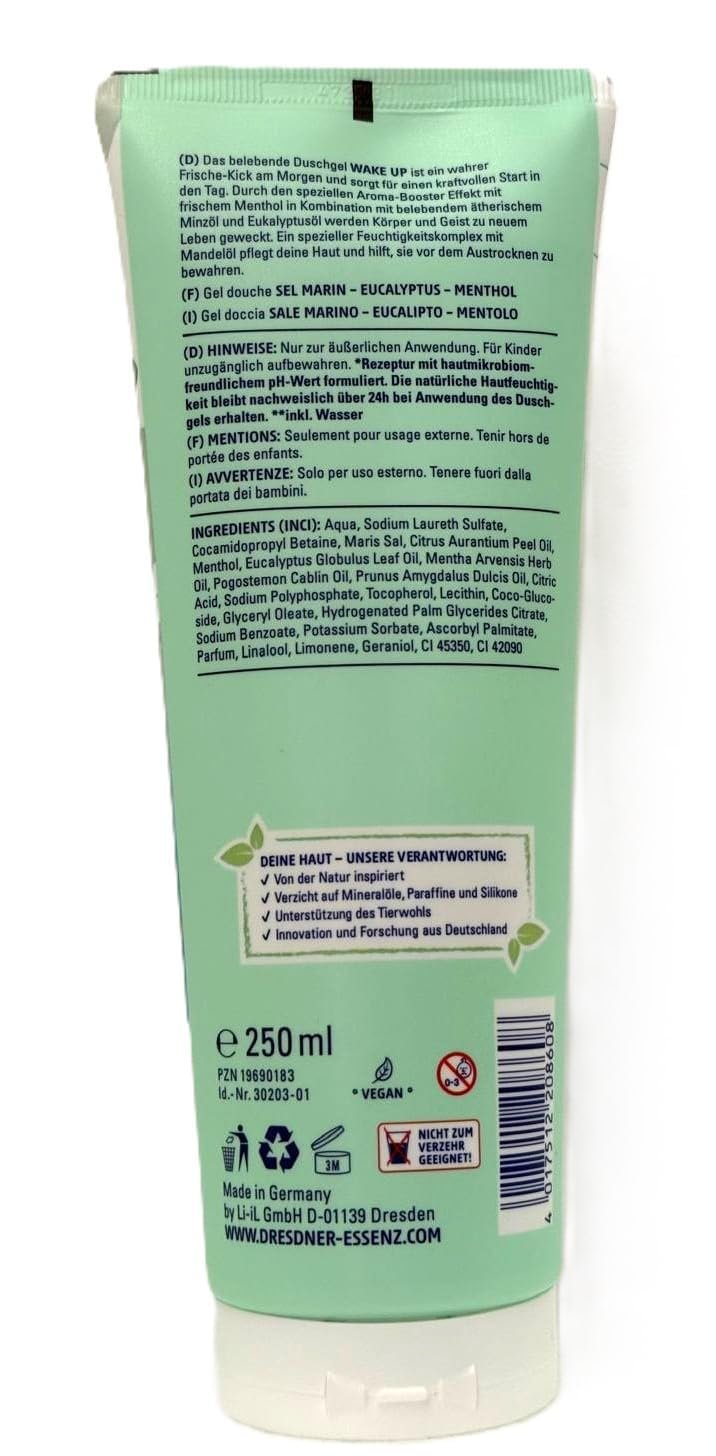 (D) Das belebende Duschgel WAKE UP ist ein wahrer
Frische-Kick am Morgen und sorgt für einen kraftvollen Start in
den Tag. Durch den speziellen Aroma-Booster Effekt mit
frischem Menthol in Kombination mit belebendem ätherischem
Minzöl und Eukalyptusöl werden Körper und Geist zu neuem
Leben geweckt. Ein spezieller Feuchtigkeitskomplex mit
Mandelöl pflegt deine Haut und hilft, sie vor dem Austrocknen zu
bewahren.
(F) Gel douche SEL MARIN – EUCALYPTUS – MENTHOL
(I) Gel doccia SALE MARINO – EUCALIPTO – MENTOLO
(D) HINWEISE: Nur zur äußerlichen Anwendung. Für Kinder
unzugänglich aufbewahren. *Rezeptur mit hautmikrobiom-
freundlichem pH-Wert formuliert. Die natürliche Hautfeuchtig-
keit bleibt nachweislich über 24h bei Anwendung des Dusch-
gels erhalten. **inkl. Wasser
(F) MENTIONS: Seulement pour usage externe. Tenir hors de
portée des enfants.
(I) AVVERTENZE: Solo per uso esterno. Tenere fuori dalla
portata dei bambini.
INGREDIENTS (INCI): Aqua, Sodium Laureth Sulfate,
Cocamidopropyl Betaine, Maris Sal, Citrus Aurantium Peel Oil,
Menthol, Eucalyptus Globulus Leaf Oil, Mentha Arvensis Herb
Oil, Pogostemon Cablin Oil, Prunus Amygdalus Dulcis Oil, Citric
Acid, Sodium Polyphosphate, Tocopherol, Lecithin, Coco-Gluco-
side, Glyceryl Oleate, Hydrogenated Palm Glycerides Citrate,
Sodium Benzoate, Potassium Sorbate, Ascorbyl Palmitate,
Parfum, Linalool, Limonene, Geraniol, CI 45350, CI 42090
DEINE HAUT – UNSERE VERANTWORTUNG:
✓ Von der Natur inspiriert
✓ Verzicht auf Mineralöle, Paraffine und Silikone
✓ Unterstützung des Tierwohls
✓ Innovation und Forschung aus Deutschland
℮ 250 ml
PZN 19690183
Id.-Nr. 30203-01
° VEGAN °
0-3
3M
NICHT ZUM
VERZEHR
GEEIGNET!
Made in Germany
by Li-iL GmbH D-01139 Dresden
WWW.DRESDNER-ESSENZ.COM
4 017512 208608